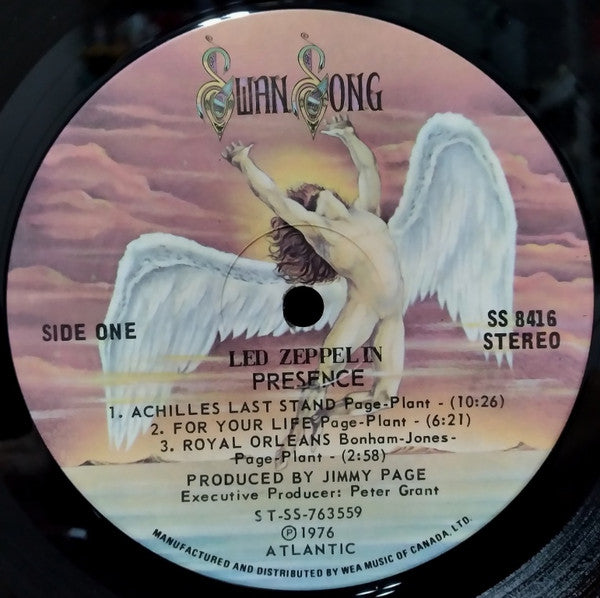 SWAN SONG
SIDE ONE
SS 8416
STEREO
LED ZEPPELIN
PRESENCE
1. ACHILLES LAST STAND Page-Plant - (10:26)
2. FOR YOUR LIFE Page-Plant - (6:21)
3. ROYAL ORLEANS Bonham-Jones-
Page-Plant - (2:58)
PRODUCED BY JIMMY PAGE
Executive Producer: Peter Grant
ST-SS-763559
Ⓟ1976
ATLANTIC
MANUFACTURED AND DISTRIBUTED BY WEA MUSIC OF CANADA, LTD.